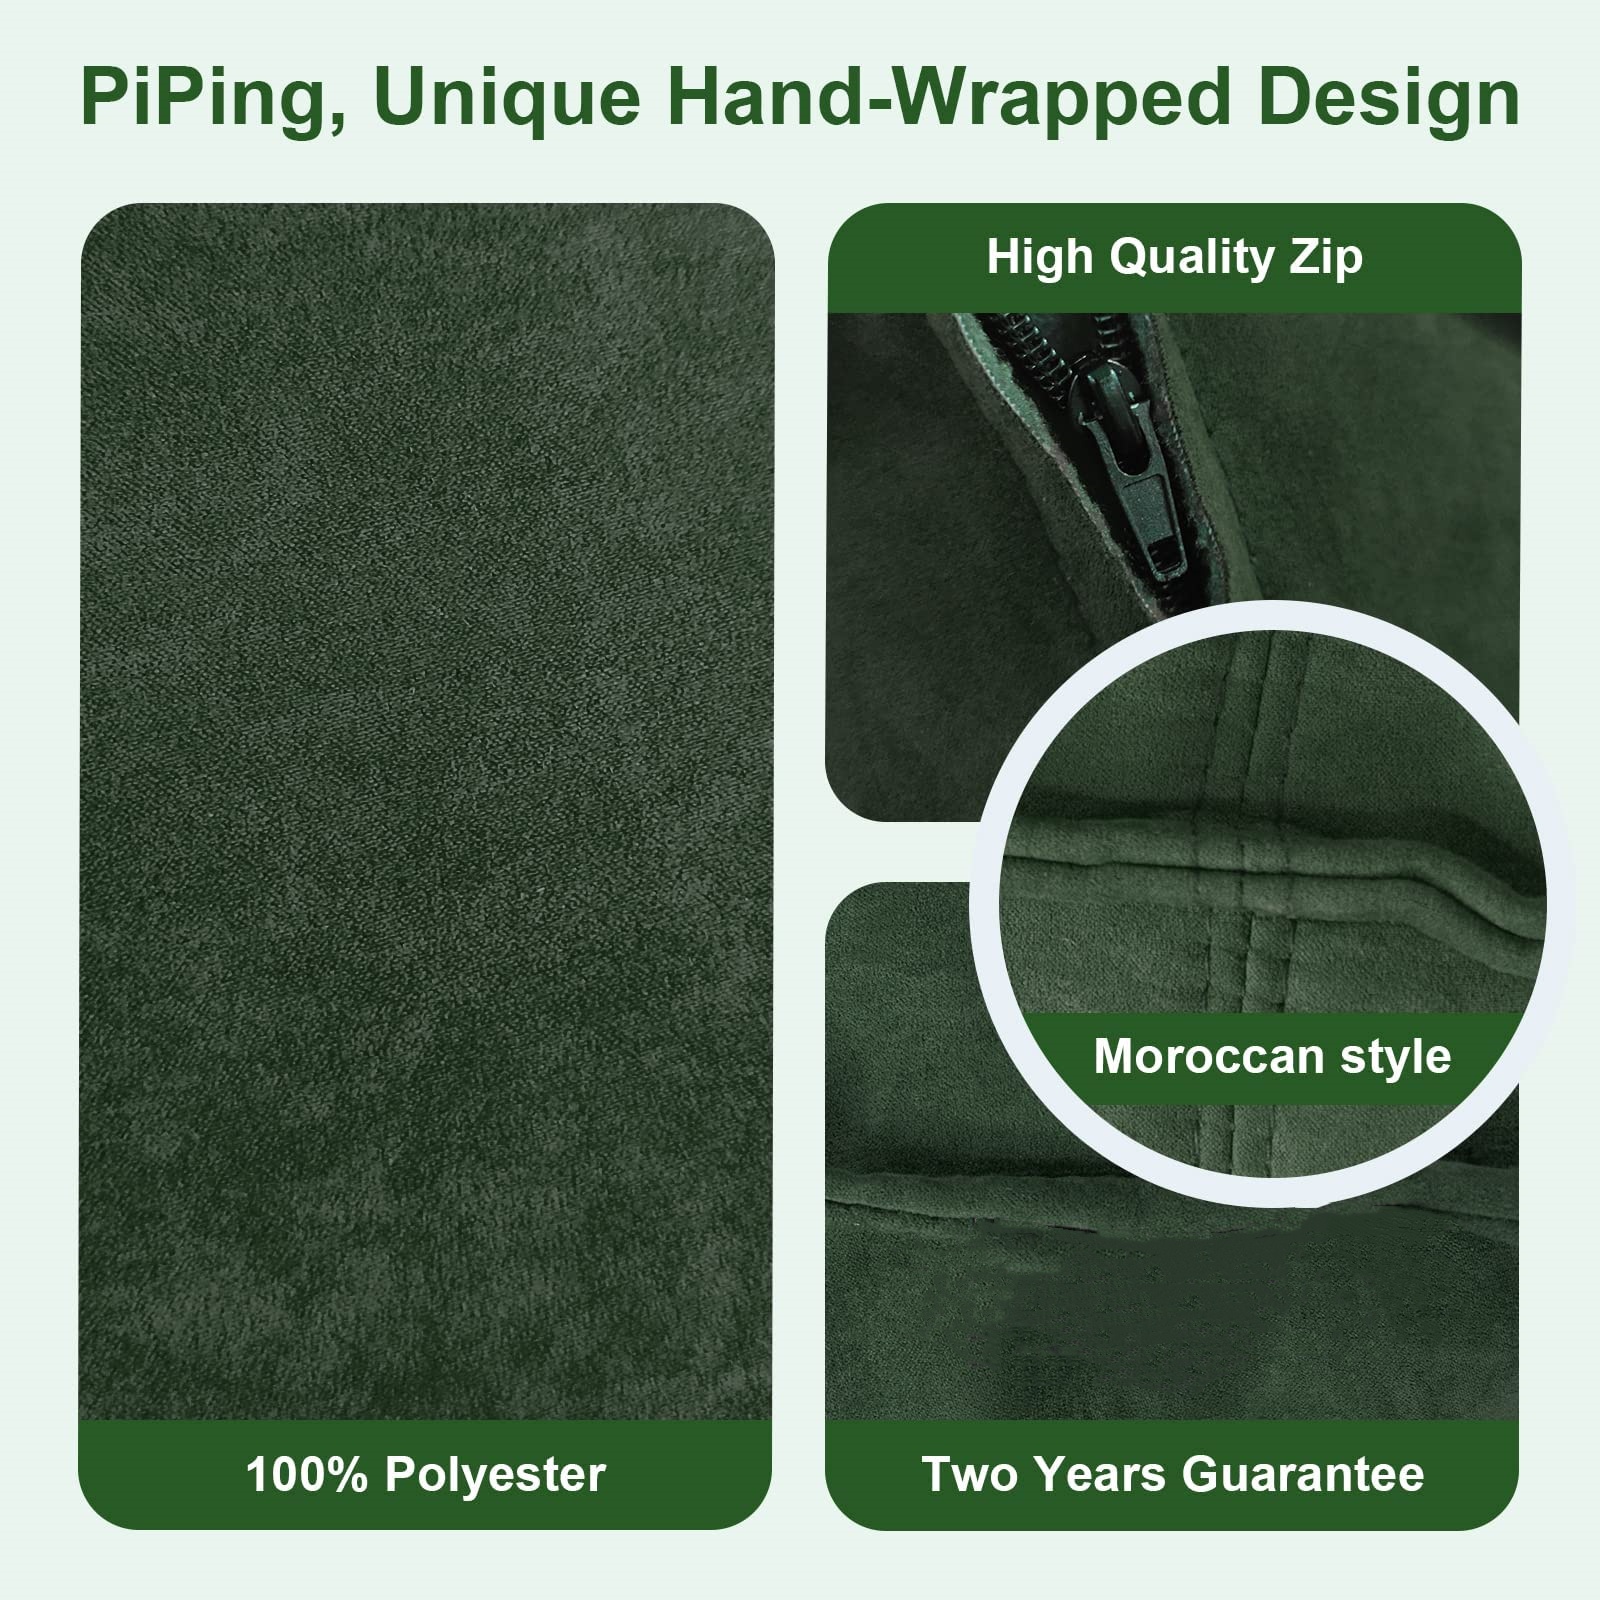 PiPing, Unique Hand-Wrapped Design
High Quality Zip
Moroccan style
100% Polyester
Two Years Guarantee